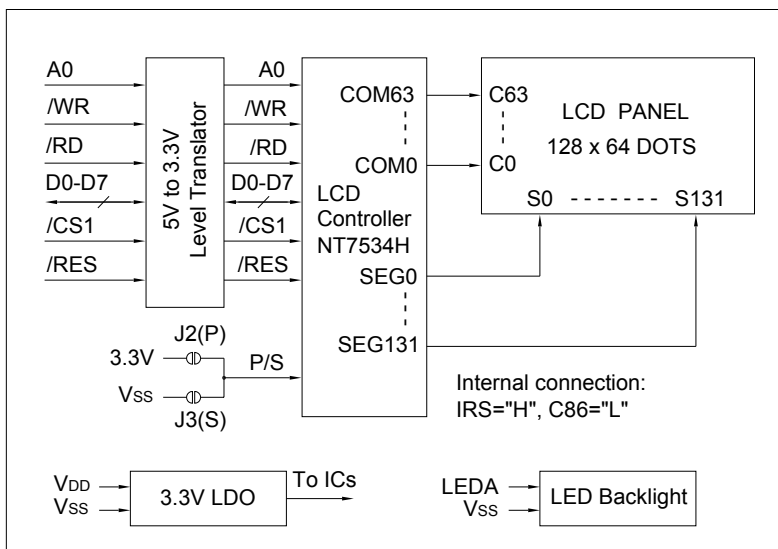 A0
/WR
/RD
D0-D7
/CS1
/RES
5V to 3.3V
Level Translator
A0
/WR
/RD
D0-D7
/CS1
/RES
COM63
COM0
LCD
Controller
NT7534H
SEG0
SEG131
C63
C0
LCD PANEL
128 x 64 DOTS
S0 - - - - - - - S131
J2(P)
3.3V
VSS
J3(S)
P/S
Internal connection:
IRS="H", C86="L"
VDD
VSS
3.3V LDO
To ICs
LEDA
VSS
LED Backlight